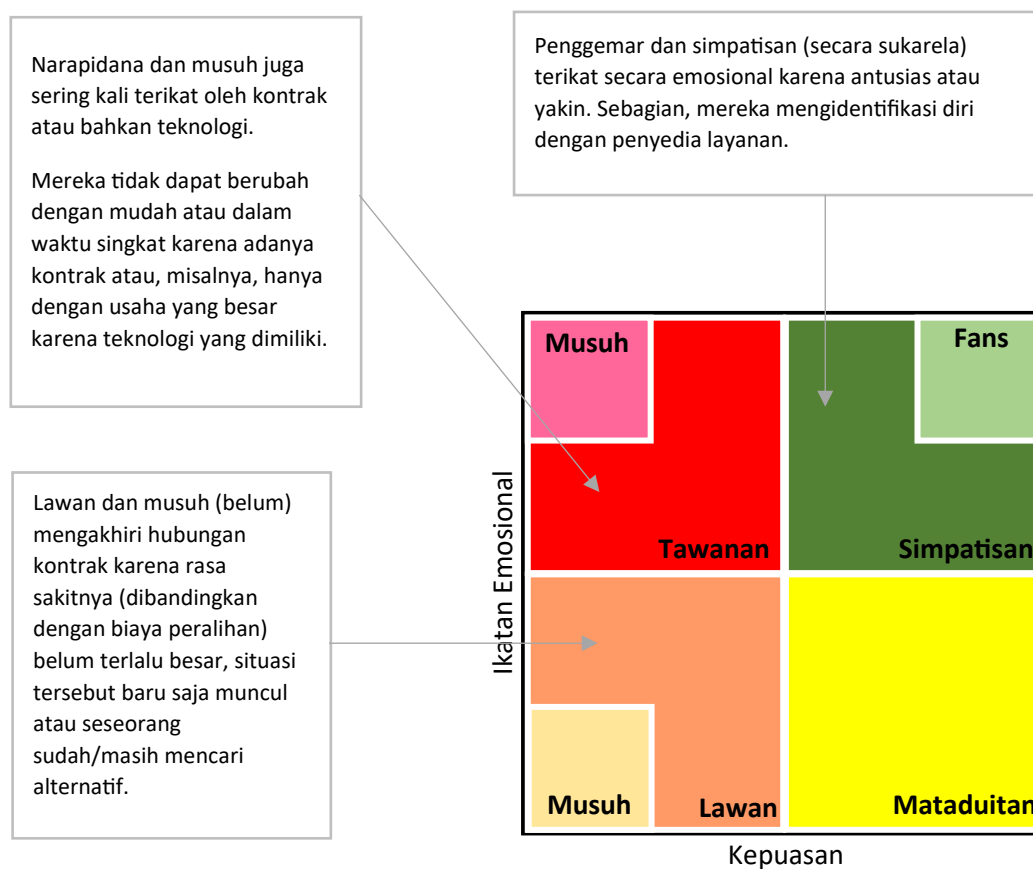 Narapidana dan musuh juga
sering kali terikat oleh kontrak
atau bahkan teknologi.
Mereka tidak dapat berubah
dengan mudah atau dalam
waktu singkat karena adanya
kontrak atau, misalnya, hanya
dengan usaha yang besar
karena teknologi yang dimiliki.
Penggemar dan simpatisan (secara sukarela)
terikat secara emosional karena antusias atau
yakin. Sebagian, mereka mengidentifikasi diri
dengan penyedia layanan.
Lawan dan musuh (belum)
mengakhiri hubungan
kontrak karena rasa
sakitnya (dibandingkan
dengan biaya peralihan)
belum terlalu besar, situasi
tersebut baru saja muncul
atau seseorang
sudah/masih mencari
alternatif.
Ikatan Emosional
Musuh
Fans
Tawanan
Simpatisan
Musuh
Lawan
Mataduitan
Kepuasan